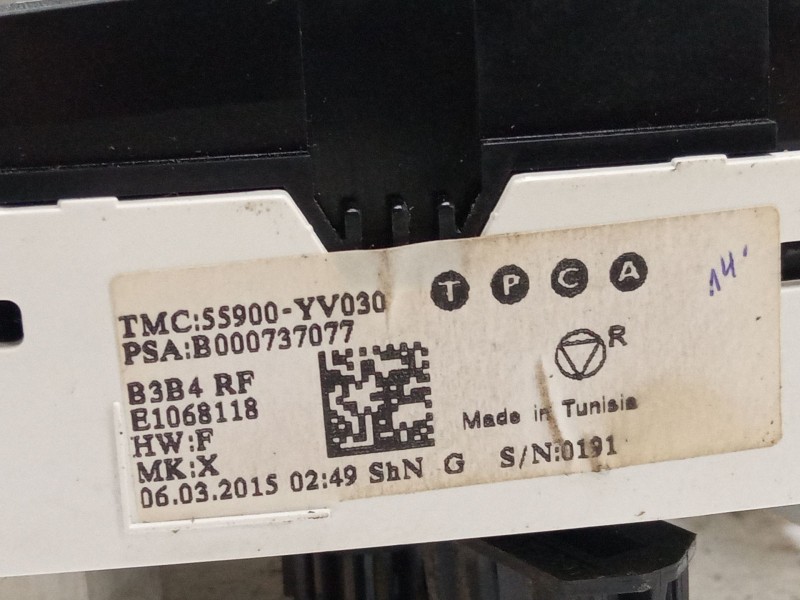 TMC:55900-YV030
PSA:B000737077
T P C A
14
B3B4 RF
E1068118
HW:F
MK:X
R
Made in Tunisia
06.03.2015 02:49 ShN G S/N:0191